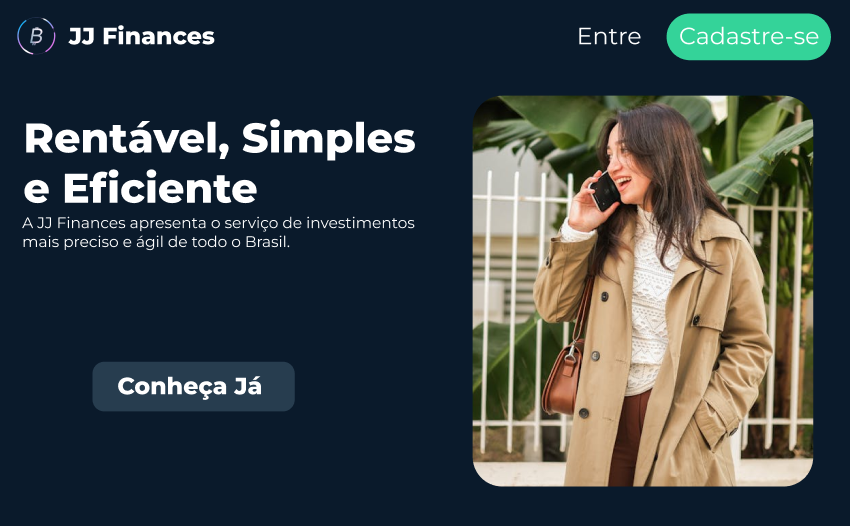 JJ Finances
Entre
Cadastre-se
Rentável, Simples
e Eficiente
A JJ Finances apresenta o serviço de investimentos
mais preciso e ágil de todo o Brasil.
Conheça Já